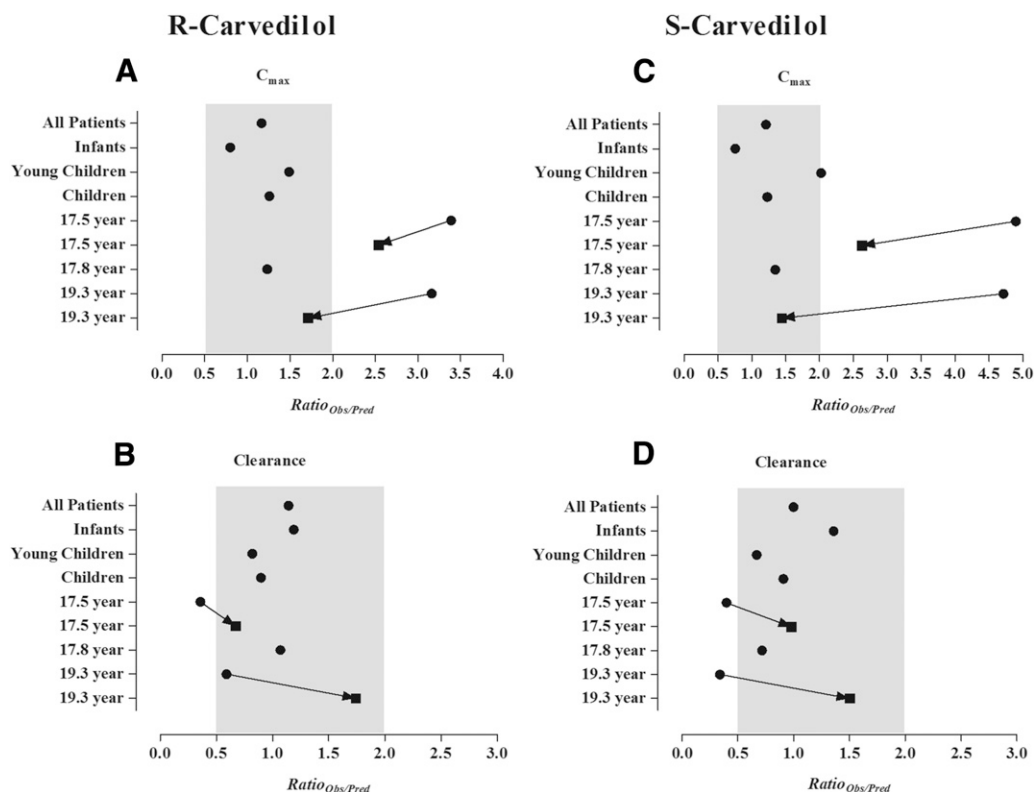 R-Carvedilol
S-Carvedilol
A
Cmax
All Patients
Infants
Young Children
Children
17.5 year
17.5 year
17.8 year
19.3 year
19.3 year
0.0 0.5 1.0 1.5 2.0 2.5 3.0 3.5 4.0
Ratio Obs/Pred
C
Cmax
All Patients
Infants
Young Children
Children
17.5 year
17.5 year
17.8 year
19.3 year
19.3 year
0.0 0.5 1.0 1.5 2.0 2.5 3.0 3.5 4.0 4.5 5.0
Ratio Obs/Pred
B
Clearance
All Patients
Infants
Young Children
Children
17.5 year
17.5 year
17.8 year
19.3 year
19.3 year
0.0 0.5 1.0 1.5 2.0 2.5 3.0
Ratio Obs/Pred
D
Clearance
All Patients
Infants
Young Children
Children
17.5 year
17.5 year
17.8 year
19.3 year
19.3 year
0.0 0.5 1.0 1.5 2.0 2.5 3.0
Ratio Obs/Pred